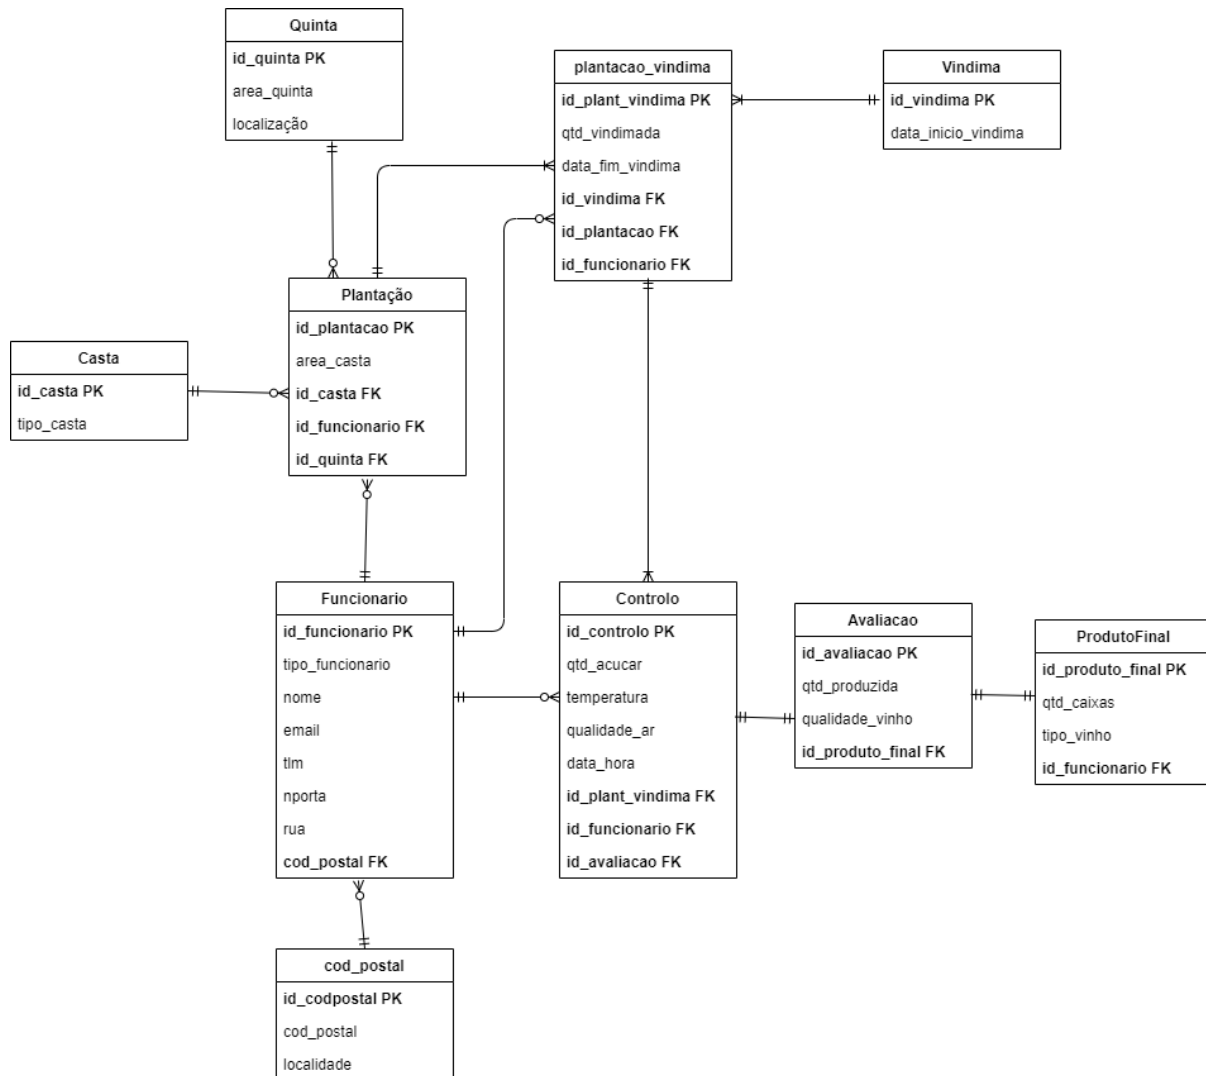 Quinta
id_quinta PK
area_quinta
localização
plantacao_vindima
id_plant_vindima PK
qtd_vindimada
data_fim_vindima
id_vindima FK
id_plantacao FK
id_funcionario FK
Vindima
id_vindima PK
data_inicio_vindima
Plantação
id_plantacao PK
area_casta
id_casta FK
id_funcionario FK
id_quinta FK
Casta
id_casta PK
tipo_casta
Funcionario
id_funcionario PK
tipo_funcionario
nome
email
tlm
nporta
rua
cod_postal FK
Controlo
id_controlo PK
qtd_acucar
temperatura
qualidade_ar
data_hora
id_plant_vindima FK
id_funcionário FK
id_avaliacao FK
Avaliacao
id_avaliacao PK
qtd_produzida
qualidade_vinho
id_produto_final FK
ProdutoFinal
id_produto_final PK
qtd_caixas
tipo_vinho
id_funcionário FK
cod_postal
id_codpostal PK
cod_postal
localidade